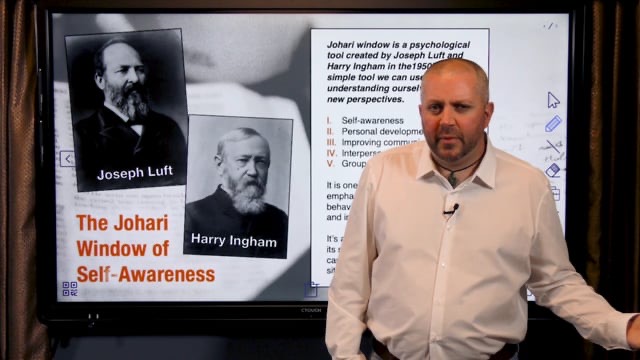 Joseph Luft
Harry Ingham
The Johari
Window of
Self-Awareness
Johari window is a psychological
tool created by Joseph Luft and
Harry Ingham in the1950
simple tool we can use
understanding ourselv
new perspectives.
I. Self-awareness
II. Personal developme
III. Improving commu
IV. Interpers
V. Group
It is one
empha
behav
and i
It's a
its s
ca
si
CTOUCH